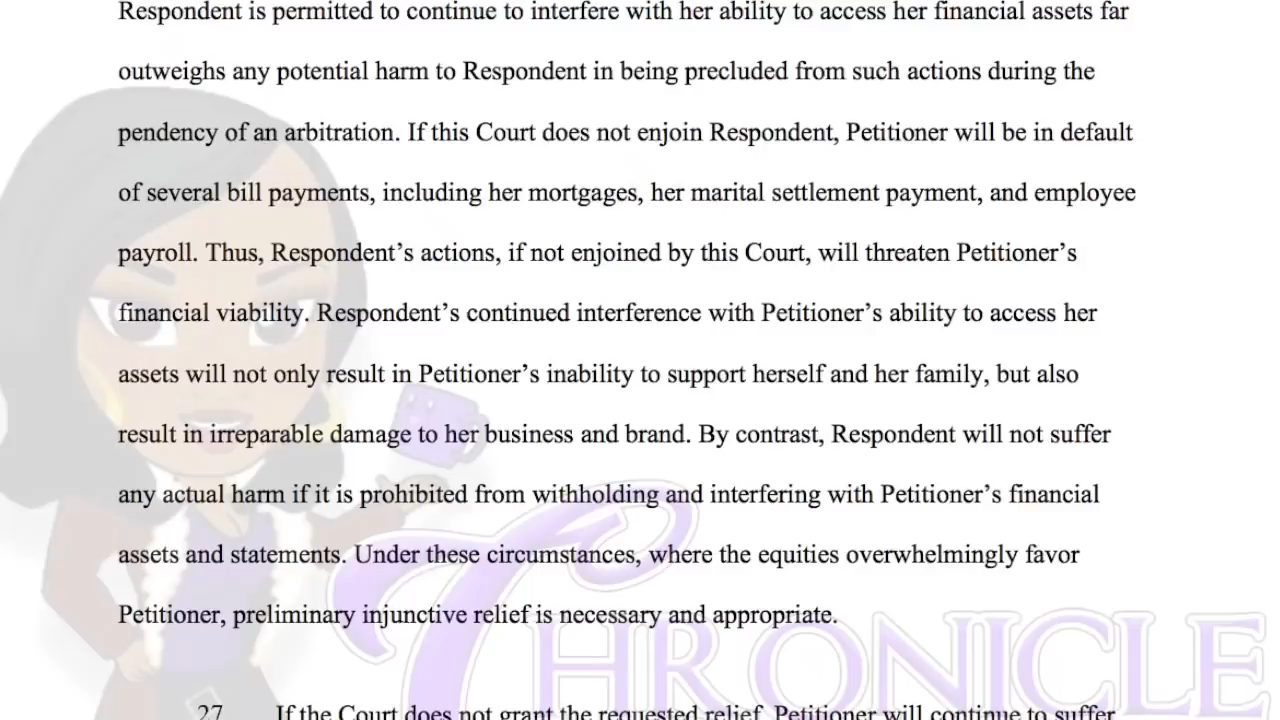 Respondent is permitted to continue to interfere with her ability to access her financial assets far
outweighs any potential harm to Respondent in being precluded from such actions during the
pendency of an arbitration. If this Court does not enjoin Respondent, Petitioner will be in default
of several bill payments, including her mortgages, her marital settlement payment, and employee
payroll. Thus, Respondent's actions, if not enjoined by this Court, will threaten Petitioner's
financial viability. Respondent's continued interference with Petitioner's ability to access her
assets will not only result in Petitioner's inability to support herself and her family, but also
result in irreparable damage to her business and brand. By contrast, Respondent will not suffer
any actual harm if it is prohibited from withholding and interfering with Petitioner's financial
assets and statements. Under these circumstances, where the equities overwhelmingly favor
Petitioner, preliminary injunctive relief is necessary and appropriate.
THRONICLE
27 If the Court does not grant the requested relief, Petitioner will continue to suffer